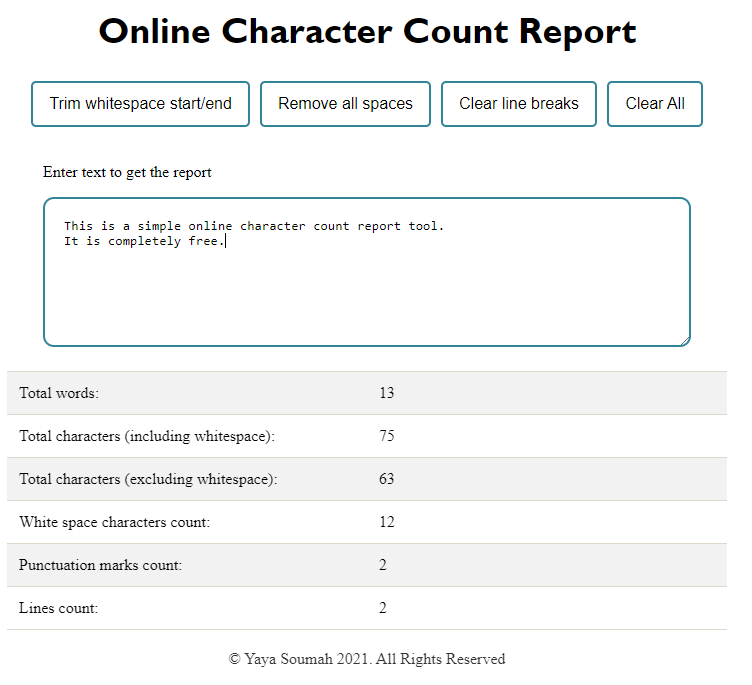 Online Character Count Report
Trim whitespace start/end Remove all spaces Clear line breaks Clear All
Enter text to get the report
This is a simple online character count report tool.
It is completely free.
Total words: 13
Total characters (including whitespace): 75
Total characters (excluding whitespace): 63
White space characters count: 12
Punctuation marks count: 2
Lines count: 2
© Yaya Soumah 2021. All Rights Reserved